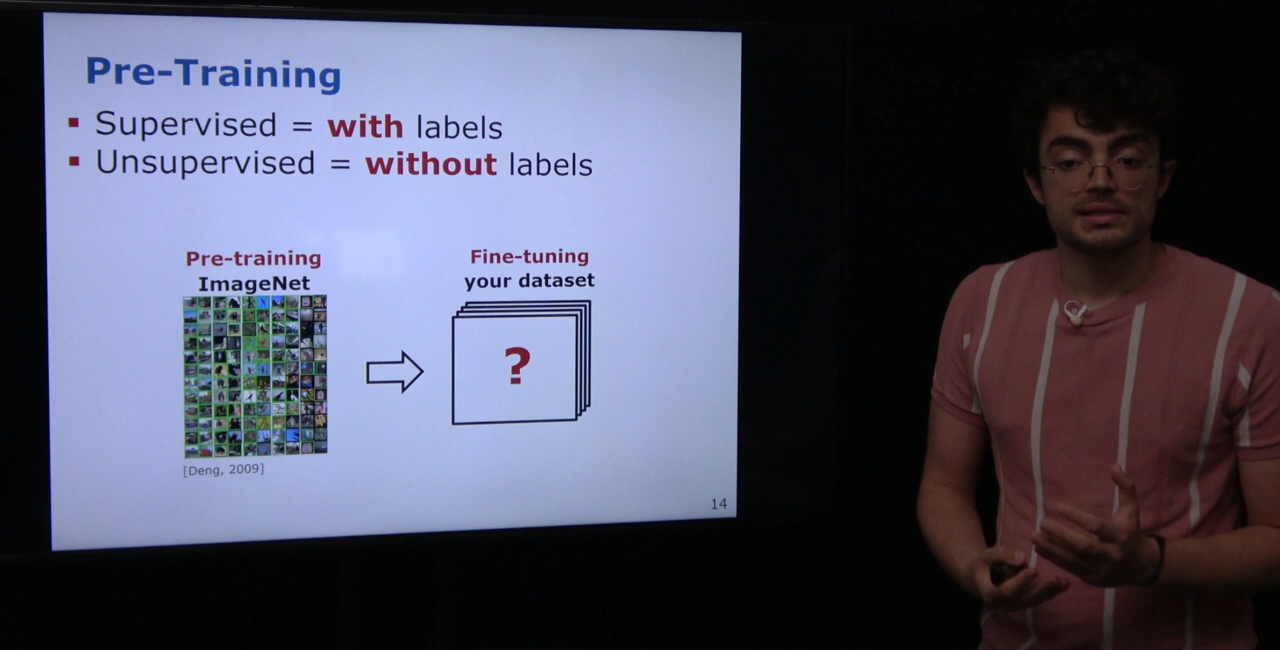 Pre-Training
▪ Supervised = with labels
▪ Unsupervised = without labels
Pre-training
ImageNet
Fine-tuning
your dataset
?
[Deng, 2009]
14